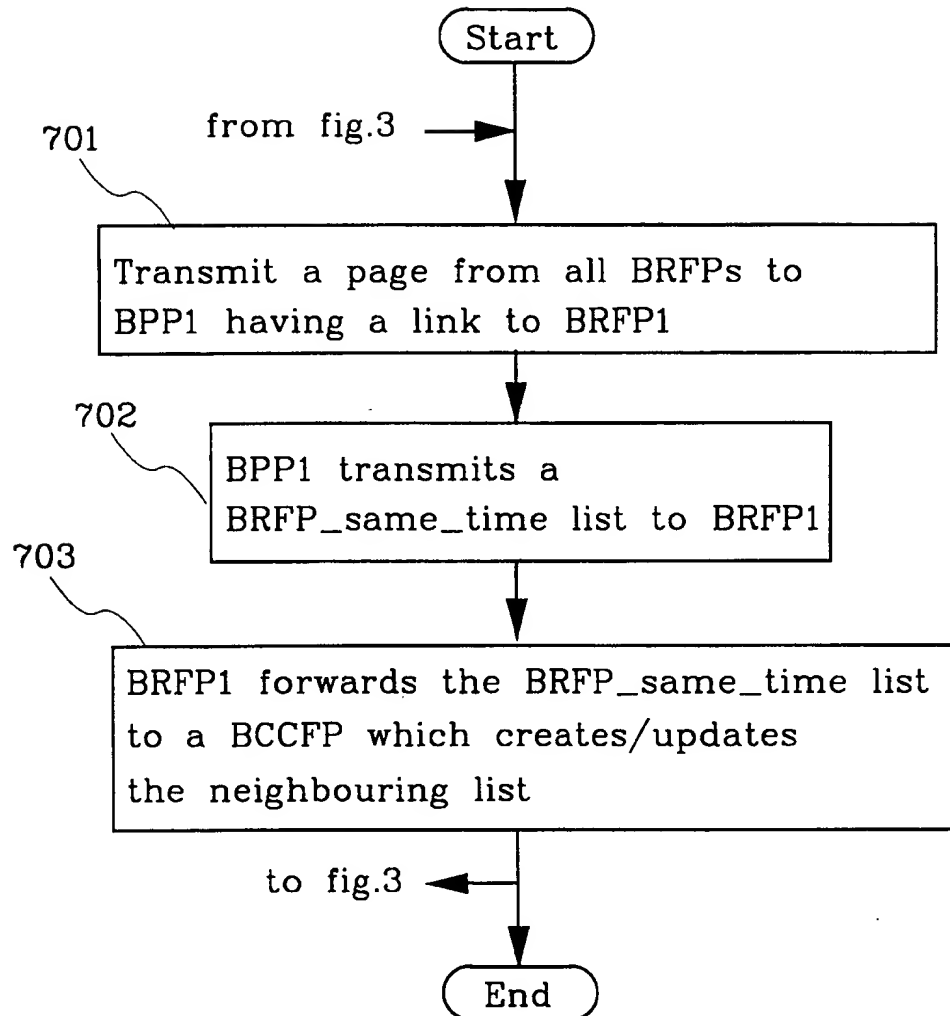 Start
from fig.3
701
Transmit a page from all BRFPs to
BPP1 having a link to BRFP1
702
BPP1 transmits a
BRFP_same_time list to BRFP1
703
BRFP1 forwards the BRFP_same_time list
to a BCCFP which creates/updates
the neighbouring list
to fig.3
End